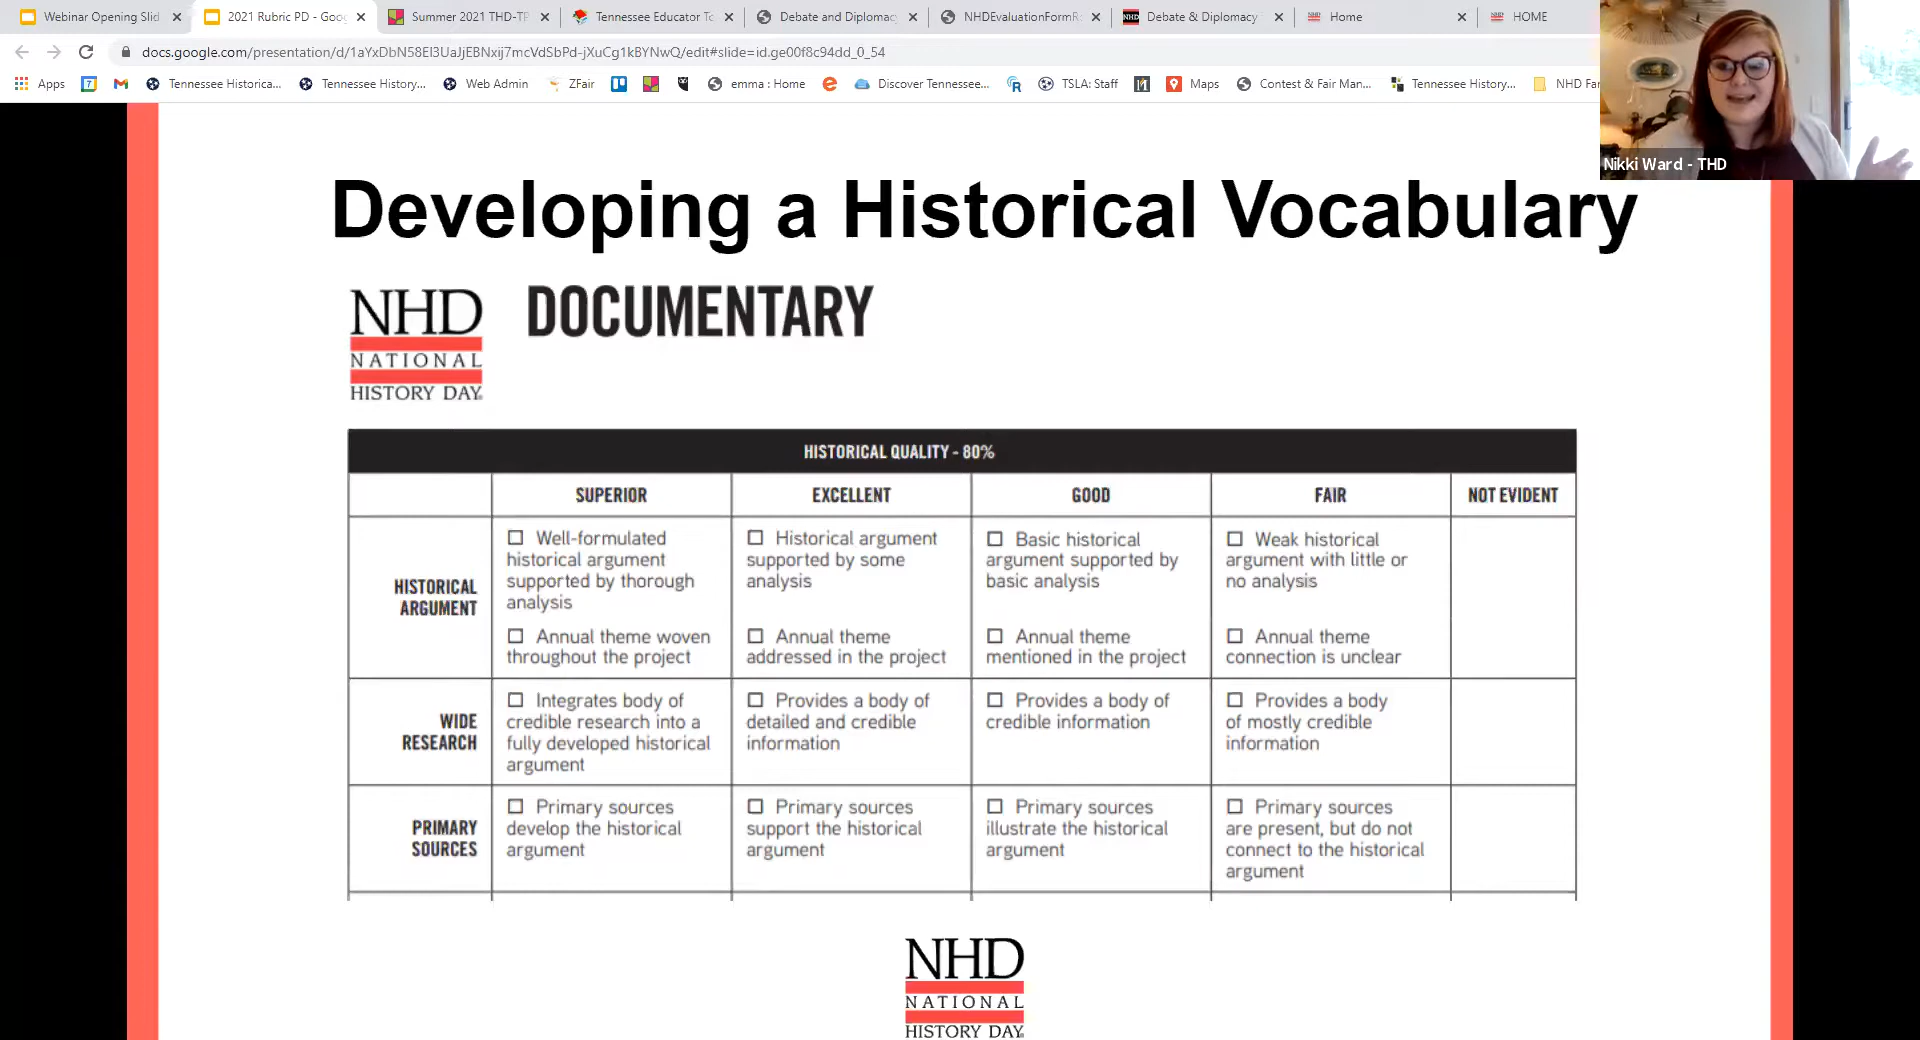 Webinar Opening Slid
2021 Rubric PD - Goog
Summer 2021 THD-TP
Tennessee Educator To
Debate and Diplomac
NHDEvaluationFormR
Debate & Diplomacy
Home
HOME
docs.google.com/presentation/d/1aYxDbN58EI3UaJjEBNxij7mcVdSbPd-jXuCg1kBYNwQ/edit#slide=id.ge00f8c94dd_0_54
Apps
Tennessee Historica...
Tennessee History...
Web Admin
ZFair
emma : Home
Discover Tennessee...
TSLA: Staff
Maps
Contest & Fair Man...
Tennessee History...
NHD Fan
Nikki Ward - THD
Developing a Historical Vocabulary
NHD
NATIONAL
HISTORY DAY
DOCUMENTARY
HISTORICAL QUALITY - 80%
SUPERIOR
EXCELLENT
GOOD
FAIR
NOT EVIDENT
HISTORICAL
ARGUMENT
Well-formulated
historical argument
supported by thorough
analysis
Annual theme woven
throughout the project
Historical argument
supported by some
analysis
Annual theme
addressed in the project
Basic historical
argument supported by
basic analysis
Annual theme
mentioned in the project
Weak historical
argument with little or
no analysis
Annual theme
connection is unclear
WIDE
RESEARCH
Integrates body of
credible research into a
fully developed historical
argument
Provides a body of
detailed and credible
information
Provides a body of
credible information
Provides a body
of mostly credible
information
PRIMARY
SOURCES
Primary sources
develop the historical
argument
Primary sources
support the historical
argument
Primary sources
illustrate the historical
argument
Primary sources
are present, but do not
connect to the historical
argument
NHD
NATIONAL
HISTORY DAY